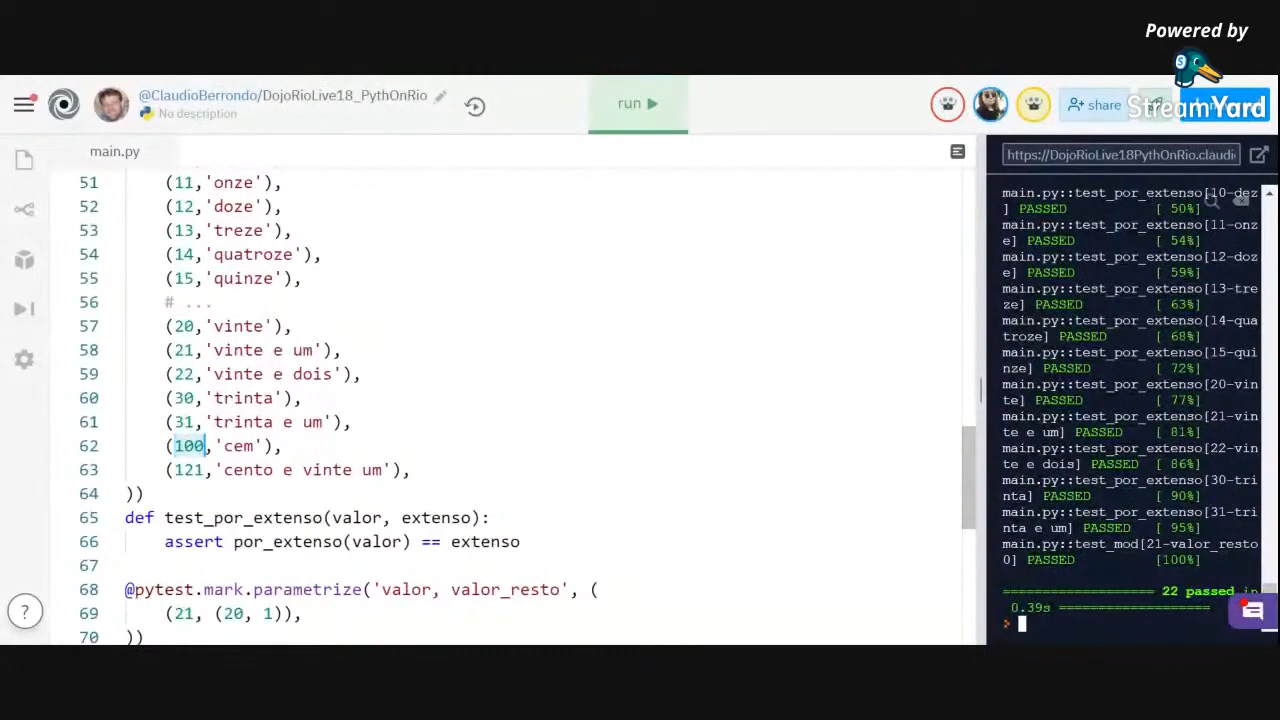 Powered by
StreamYard
@ClaudioBerrondo/DojoRioLive18_PythOnRio
No description
run
share
main.py
https://DojoRioLive18PythOnRio.claudi
51 (11,'onze'),
52 (12,'doze'),
53 (13,'treze'),
54 (14,'quatroze'),
55 (15,'quinze'),
56 # ...
57 (20,'vinte'),
58 (21,'vinte e um'),
59 (22,'vinte e dois'),
60 (30,'trinta'),
61 (31,'trinta e um'),
62 (100,'cem'),
63 (121,'cento e vinte um'),
64 ))
65 def test_por_extenso(valor, extenso):
66 assert por_extenso(valor) == extenso
67
68 @pytest.mark.parametrize('valor, valor_resto', (
69 (21, (20, 1)),
70 ))
?
main.py::test_por_extenso[10-dez
] PASSED [ 50%]
main.py::test_por_extenso[11-onz
e] PASSED [ 54%]
main.py::test_por_extenso[12-doz
e] PASSED [ 59%]
main.py::test_por_extenso[13-tre
ze] PASSED [ 63%]
main.py::test_por_extenso[14-qua
troze] PASSED [ 68%]
main.py::test_por_extenso[15-qui
nze] PASSED [ 72%]
main.py::test_por_extenso[20-vin
te] PASSED [ 77%]
main.py::test_por_extenso[21-vin
te e um] PASSED [ 81%]
main.py::test_por_extenso[22-vin
te e dois] PASSED [ 86%]
main.py::test_por_extenso[30-tri
nta] PASSED [ 90%]
main.py::test_por_extenso[31-tri
nta e um] PASSED [ 95%]
main.py::test_mod[21-valor_resto
0] PASSED [100%]
=================== 22 passed in
0.39s ===================
>